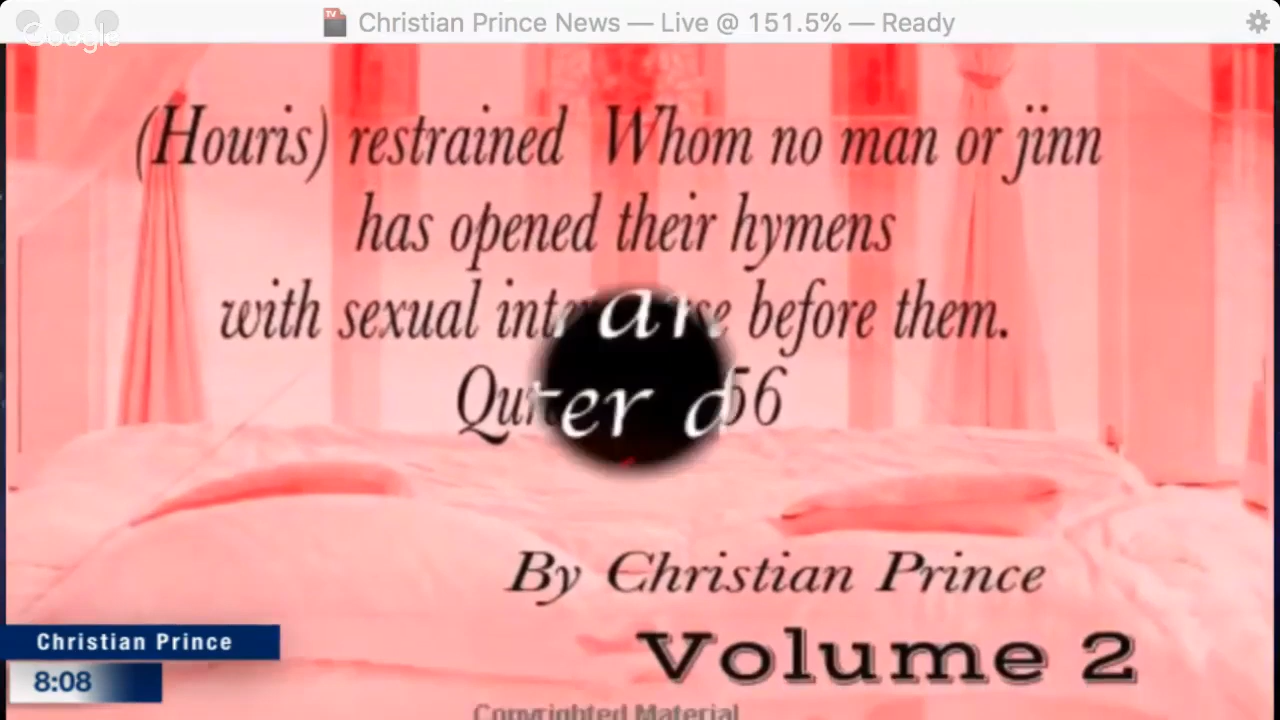 Christian Prince News — Live @ 151.5% — Ready
Google
(Houris) restrained Whom no man or jinn
has opened their hymens
with sexual before them.
56
By Christian Prince
Volume 2
Christian Prince
8:08
Copyrighted Material